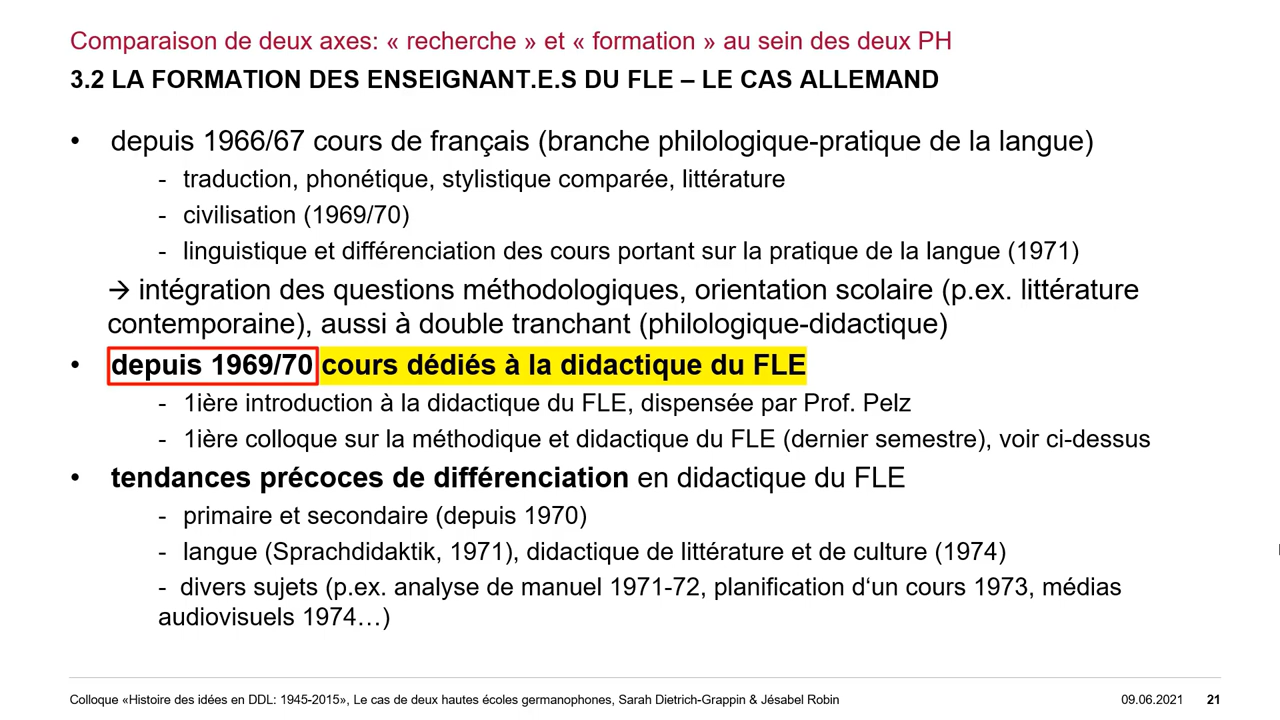 Comparaison de deux axes: « recherche » et « formation » au sein des deux PH
3.2 LA FORMATION DES ENSEIGNANT.E.S DU FLE – LE CAS ALLEMAND
• depuis 1966/67 cours de français (branche philologique-pratique de la langue)
- traduction, phonétique, stylistique comparée, littérature
- civilisation (1969/70)
- linguistique et différenciation des cours portant sur la pratique de la langue (1971)
→ intégration des questions méthodologiques, orientation scolaire (p.ex. littérature
contemporaine), aussi à double tranchant (philologique-didactique)
• depuis 1969/70 cours dédiés à la didactique du FLE
- 1ière introduction à la didactique du FLE, dispensée par Prof. Pelz
- 1ière colloque sur la méthodique et didactique du FLE (dernier semestre), voir ci-dessus
• tendances précoces de différenciation en didactique du FLE
- primaire et secondaire (depuis 1970)
- langue (Sprachdidaktik, 1971), didactique de littérature et de culture (1974)
- divers sujets (p.ex. analyse de manuel 1971-72, planification d‘un cours 1973, médias
audiovisuels 1974…)
Colloque «Histoire des idées en DDL: 1945-2015», Le cas de deux hautes écoles germanophones, Sarah Dietrich-Grappin & Jésabel Robin 09.06.2021 21